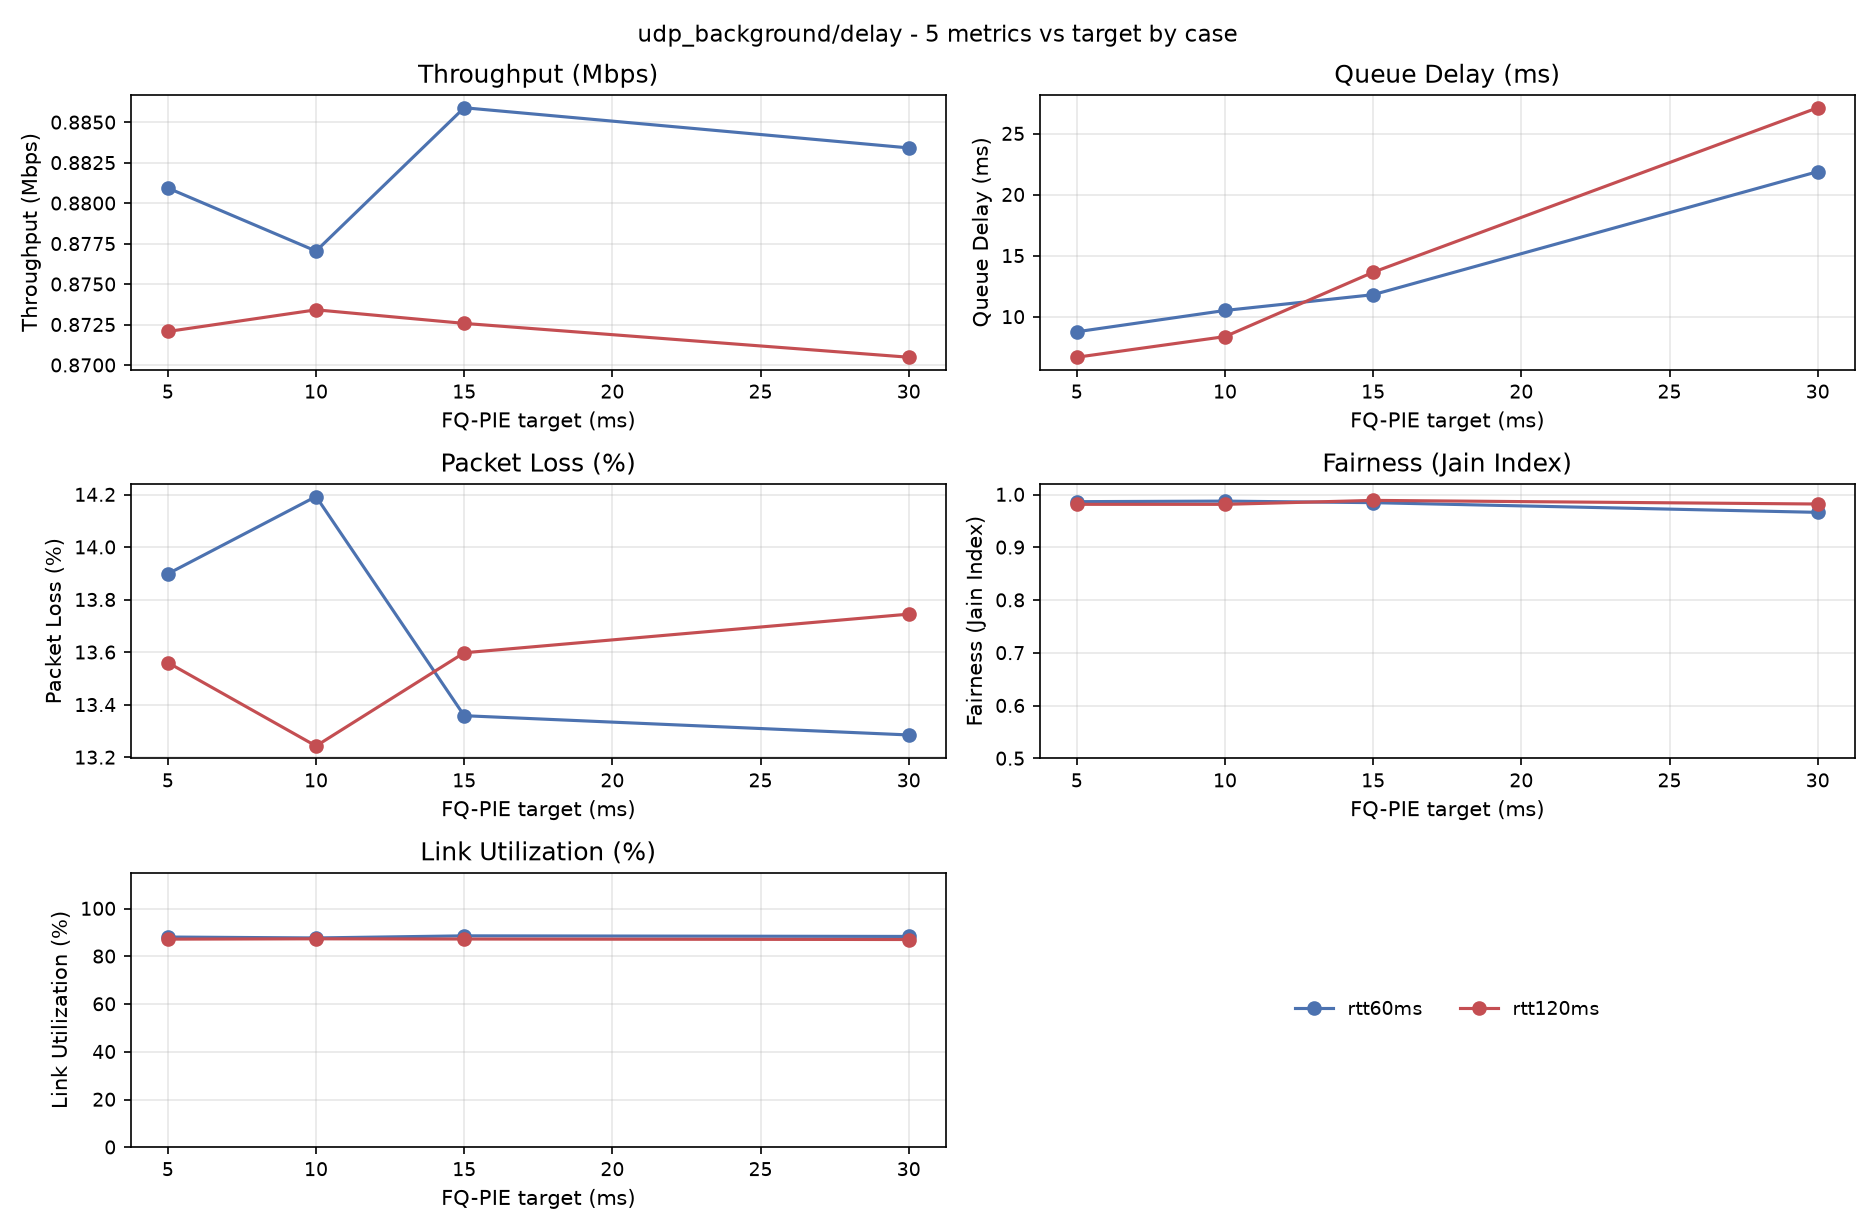 udp_background/delay - 5 metrics vs target by case
Throughput (Mbps)
Throughput (Mbps)
0.8850
0.8825
0.8800
0.8775
0.8750
0.8725
0.8700
5 10 15 20 25 30
FQ-PIE target (ms)
Queue Delay (ms)
Queue Delay (ms)
25
20
15
10
5 10 15 20 25 30
FQ-PIE target (ms)
Packet Loss (%)
Packet Loss (%)
14.2
14.0
13.8
13.6
13.4
13.2
5 10 15 20 25 30
FQ-PIE target (ms)
Fairness (Jain Index)
Fairness (Jain Index)
1.0
0.9
0.8
0.7
0.6
0.5
5 10 15 20 25 30
FQ-PIE target (ms)
Link Utilization (%)
Link Utilization (%)
100
80
60
40
20
0
5 10 15 20 25 30
FQ-PIE target (ms)
rtt60ms rtt120ms